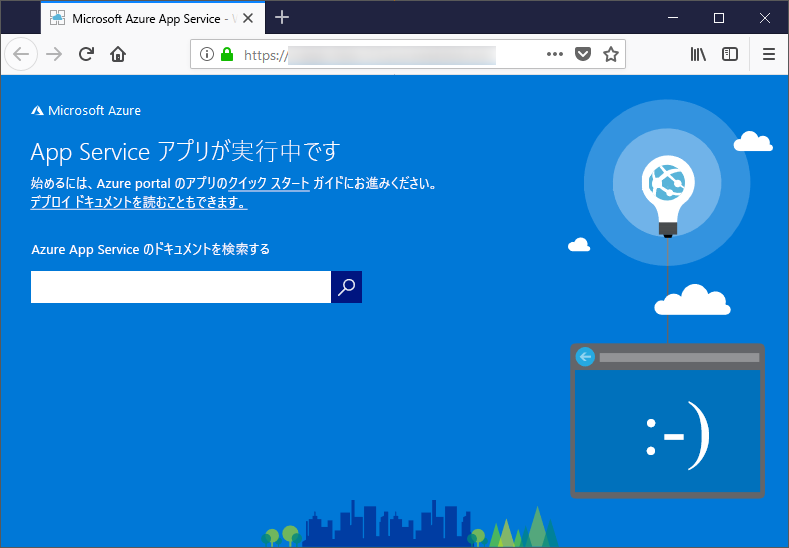 Microsoft Azure App Service - 
https://
Microsoft Azure
App Service アプリが実行中です
始めるには、Azure portal のアプリのクイック スタート ガイドにお進みください。
デプロイ ドキュメントを読むこともできます。
Azure App Service のドキュメントを検索する
:-)